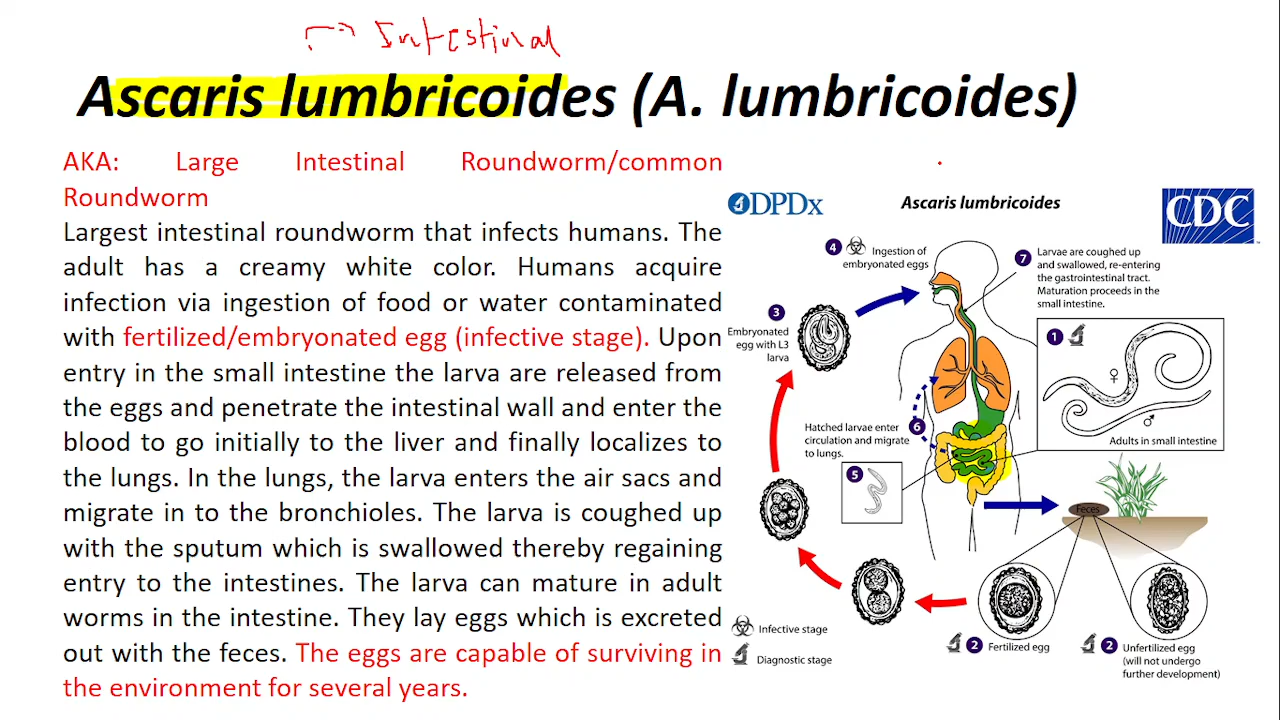 Intestinal
Ascaris lumbricoides (A. lumbricoides)
AKA: Large Intestinal Roundworm/common
Roundworm
Largest intestinal roundworm that infects humans. The
adult has a creamy white color. Humans acquire
infection via ingestion of food or water contaminated
with fertilized/embryonated egg (infective stage). Upon
entry in the small intestine the larva are released from
the eggs and penetrate the intestinal wall and enter the
blood to go initially to the liver and finally localizes to
the lungs. In the lungs, the larva enters the air sacs and
migrate in to the bronchioles. The larva is coughed up
with the sputum which is swallowed thereby regaining
entry to the intestines. The larva can mature in adult
worms in the intestine. They lay eggs which is excreted
out with the feces. The eggs are capable of surviving in
the environment for several years.
DPDx
Ascaris lumbricoides
CDC
4
Ingestion of
embryonated eggs
7
Larvae are coughed up
and swallowed, re-entering
the gastrointestinal tract.
Maturation proceeds in the
small intestine.
3
Embryonated
egg with L3
larva
1
♀
♂
Adults in small intestine
6
Hatched larvae enter
circulation and migrate
to lungs.
5
Feces
2
Fertilized egg
2
Unfertilized egg
(will not undergo
further development)
Infective stage
Diagnostic stage